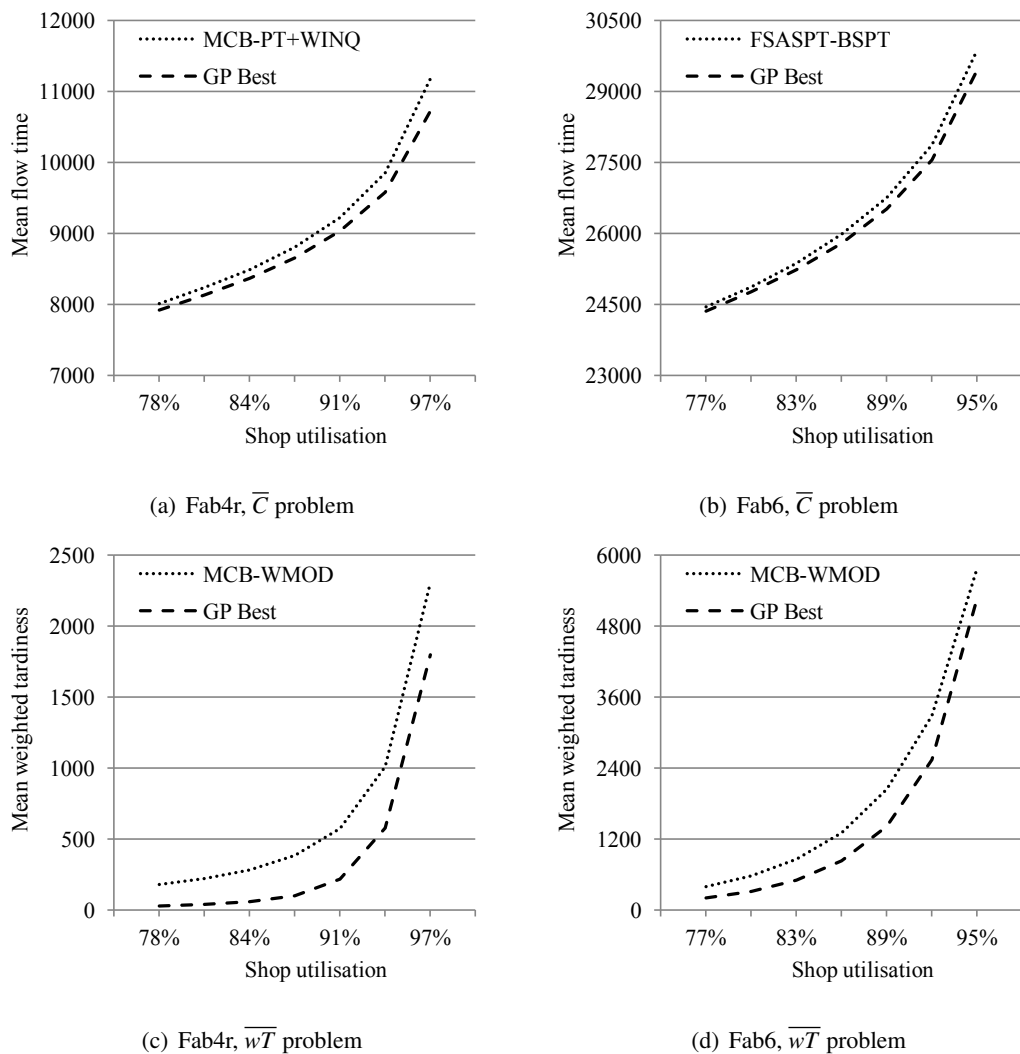 12000
11000
10000
9000
8000
7000
Mean flow time
MCB-PT+WINQ
GP Best
78%
84%
91%
97%
Shop utilisation
(a) Fab4r, C̅ problem
30500
29000
27500
26000
24500
23000
Mean flow time
FSASPT-BSPT
GP Best
77%
83%
89%
95%
Shop utilisation
(b) Fab6, C̅ problem
2500
2000
1500
1000
500
0
Mean weighted tardiness
MCB-WMOD
GP Best
78%
84%
91%
97%
Shop utilisation
(c) Fab4r, w̅T̅ problem
6000
4800
3600
2400
1200
0
Mean weighted tardiness
MCB-WMOD
GP Best
77%
83%
89%
95%
Shop utilisation
(d) Fab6, w̅T̅ problem